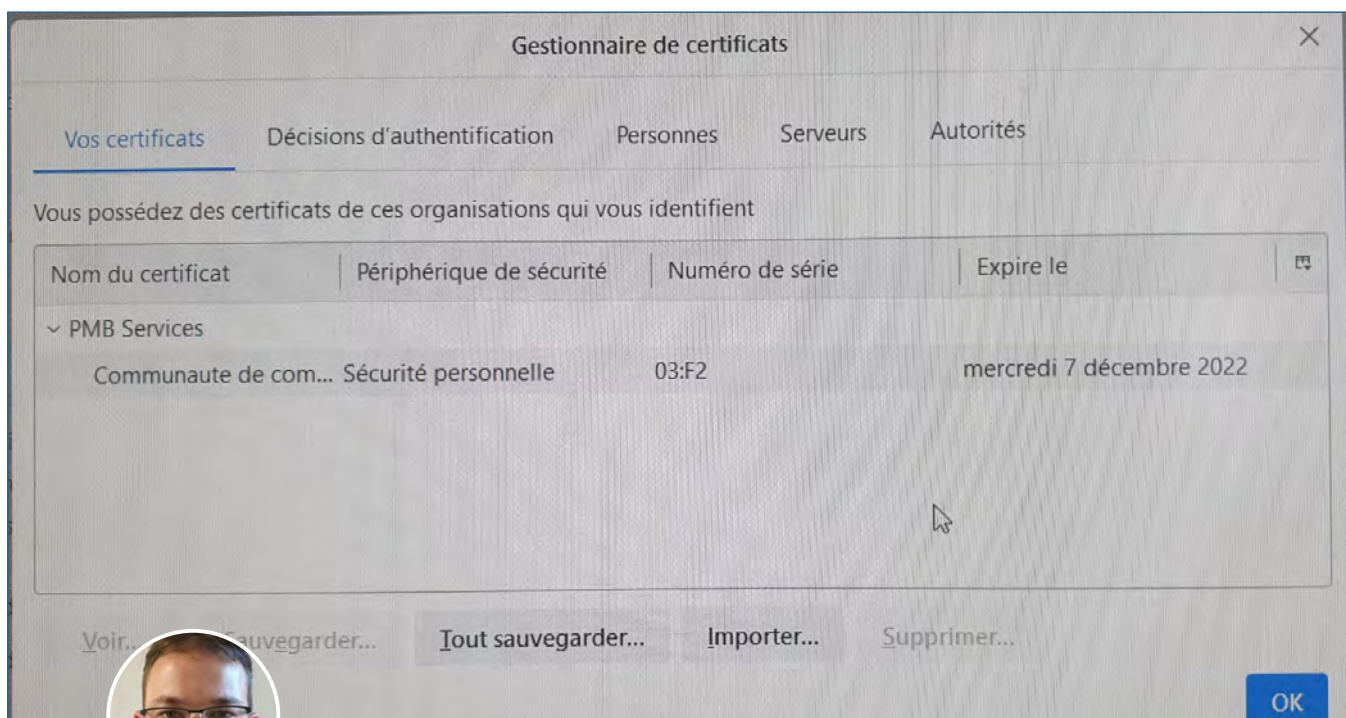 Gestionnaire de certificats
Vos certificats Décisions d'authentification Personnes Serveurs Autorités
Vous possédez des certificats de ces organisations qui vous identifient
Nom du certificat Périphérique de sécurité Numéro de série Expire le
PMB Services
Communaute de com... Sécurité personnelle 03:F2 mercredi 7 décembre 2022
Voir... Sauvegarder... Tout sauvegarder... Importer... Supprimer...
OK